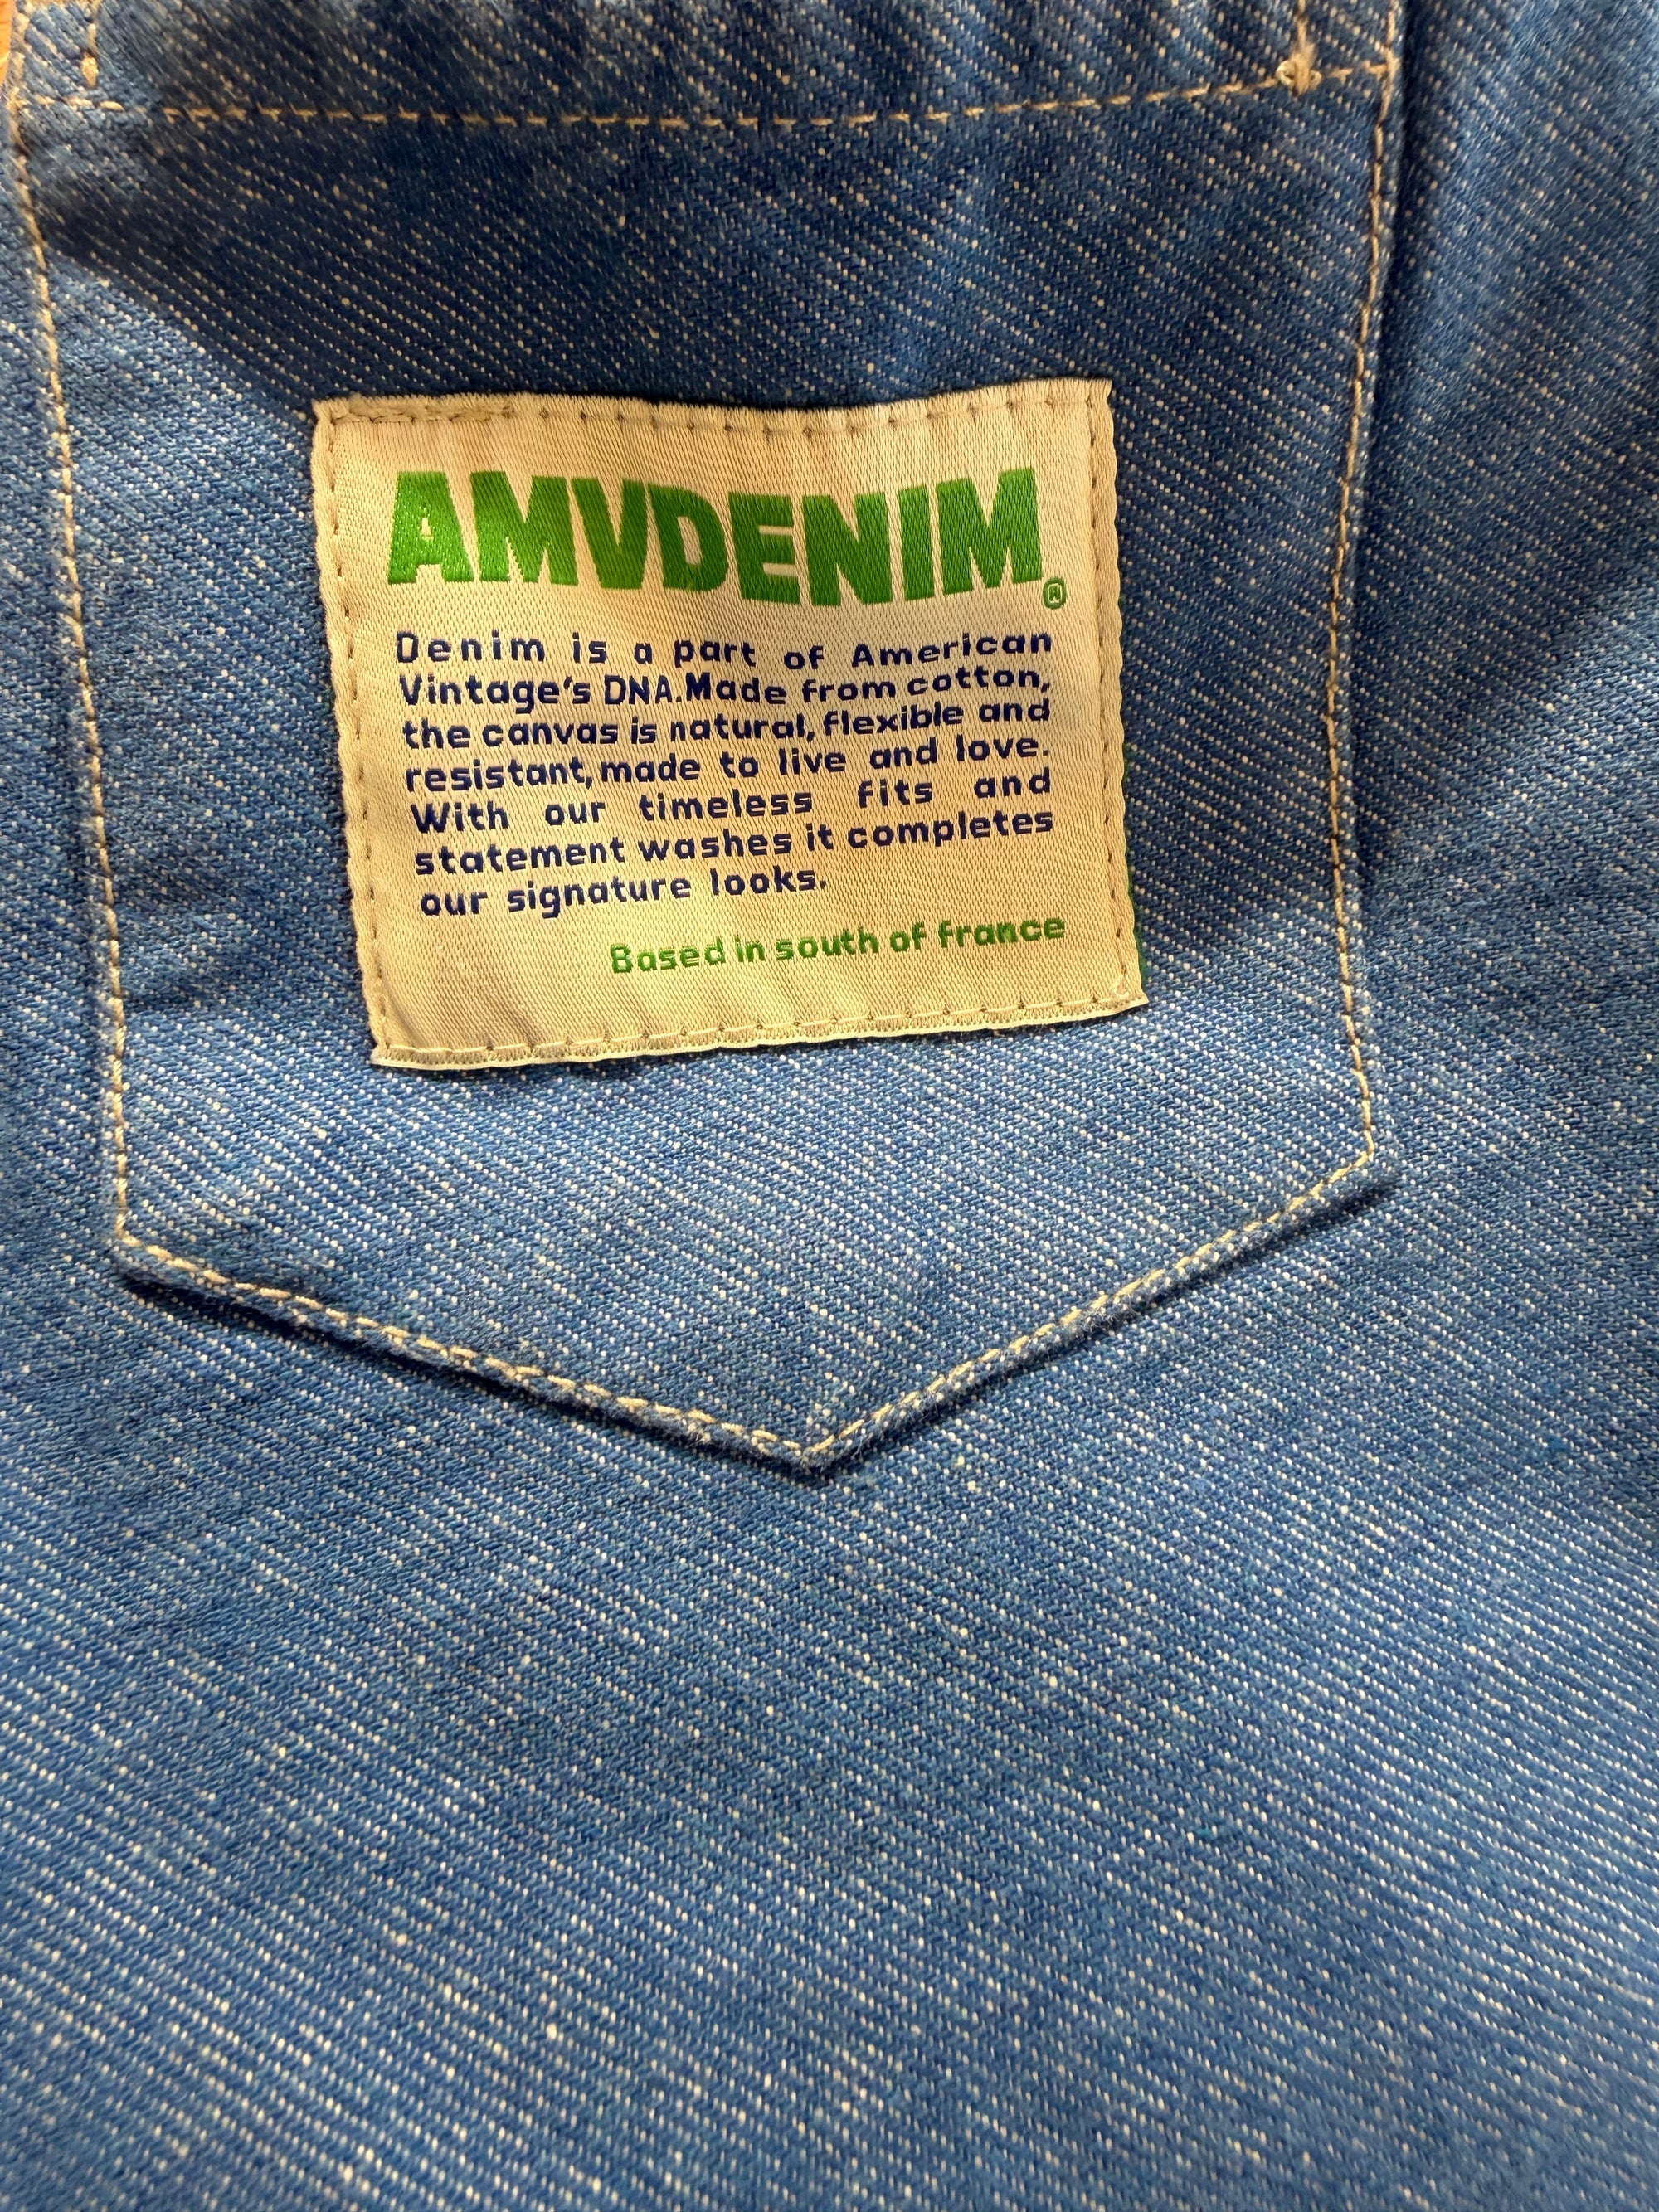 AMVDENIM®
Denim is a part of American
Vintage's DNA.Made from cotton,
the canvas is natural, flexible and
resistant, made to live and love.
With our timeless fits and
statement washes it completes
our signature looks.
Based in south of france